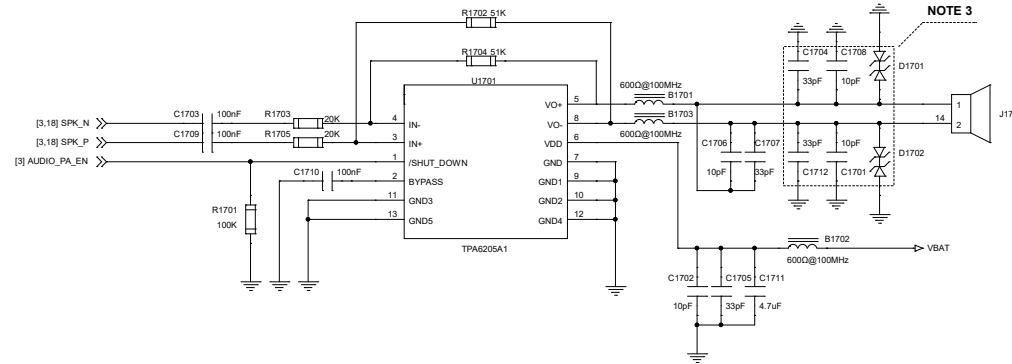 NOTE 3
R1702 51K
R1704 51K
C1704
C1708
D1701
33pF
10pF
U1701
600Ω@100MHz
B1701
C1703
100nF
R1703
20K
[3,18] SPK_N
4
IN-
VO+
5
1
J17
[3,18] SPK_P
C1709
100nF
R1705
20K
3
IN+
VO-
8
B1703
600Ω@100MHz
14
2
[3] AUDIO_PA_EN
1
/SHUT_DOWN
VDD
6
C1706
C1707
33pF
10pF
D1702
C1710
100nF
2
BYPASS
GND
7
10pF
33pF
C1712
C1701
GND1
9
R1701
100K
11
GND3
GND2
10
13
GND5
GND4
12
TPA6205A1
B1702
600Ω@100MHz
VBAT
C1702
C1705
C1711
10pF
33pF
4.7uF